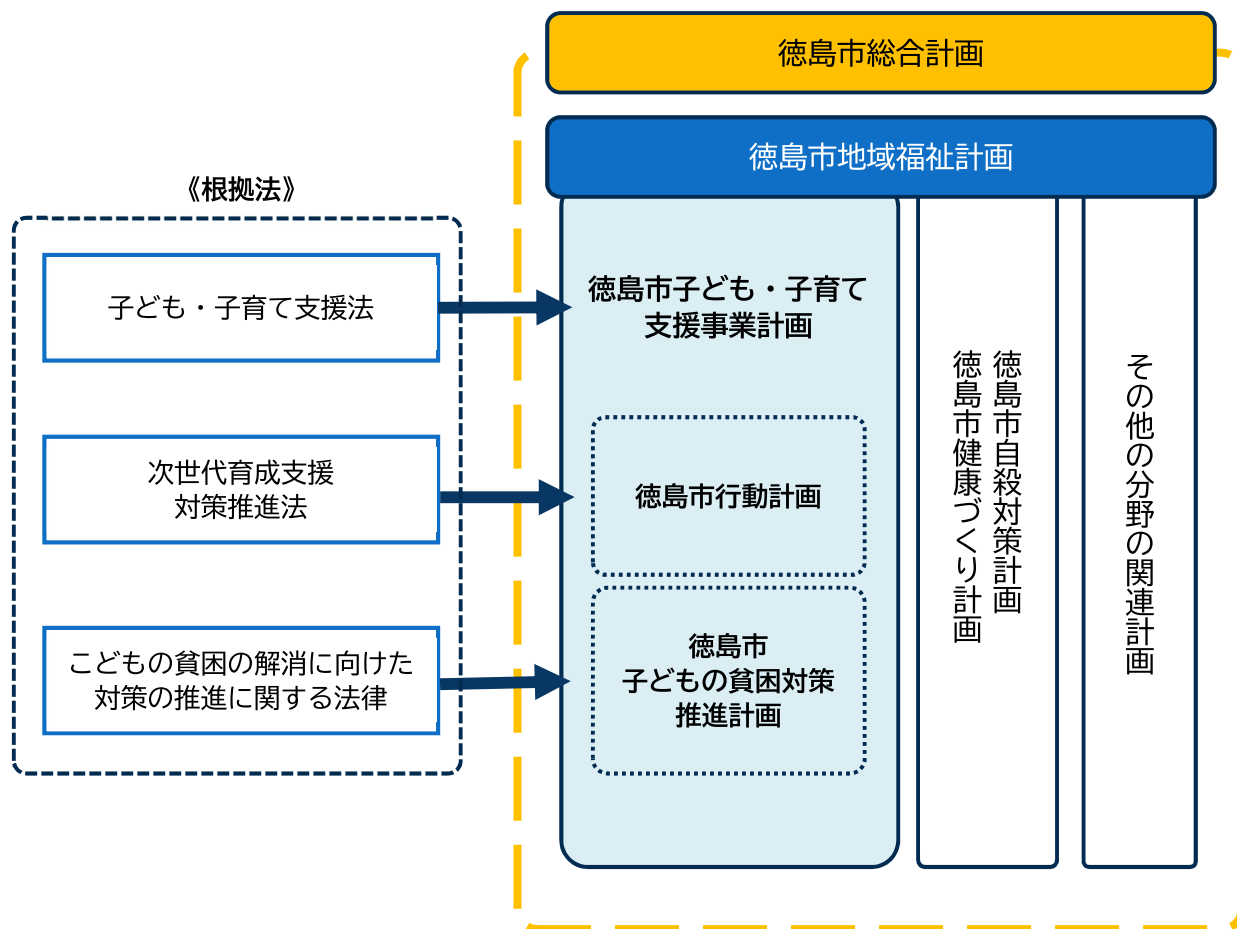 徳島市総合計画
徳島市地域福祉計画
《根拠法》
子ども・子育て支援法
次世代育成支援
対策推進法
こどもの貧困の解消に向けた
対策の推進に関する法律
徳島市子ども・子育て
支援事業計画
徳島市行動計画
徳島市
子どもの貧困対策
推進計画
徳島市自殺対策計画
徳島市健康づくり計画
その他の分野の関連計画